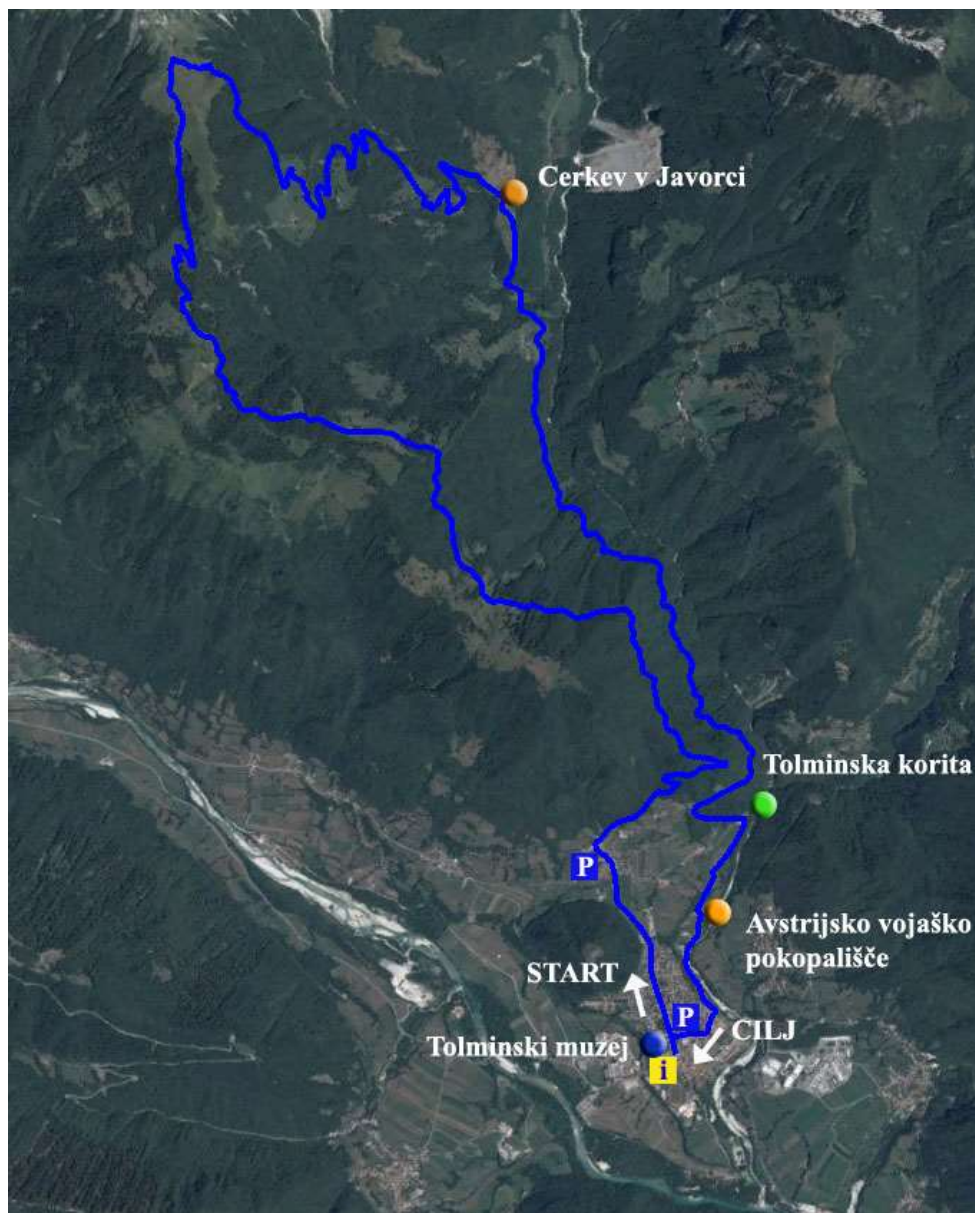 Cerkev v Javorci
Tolminska korita
P
Avstrijsko vojaško
pokopališče
START
P
CILJ
Tolminski muzej
i